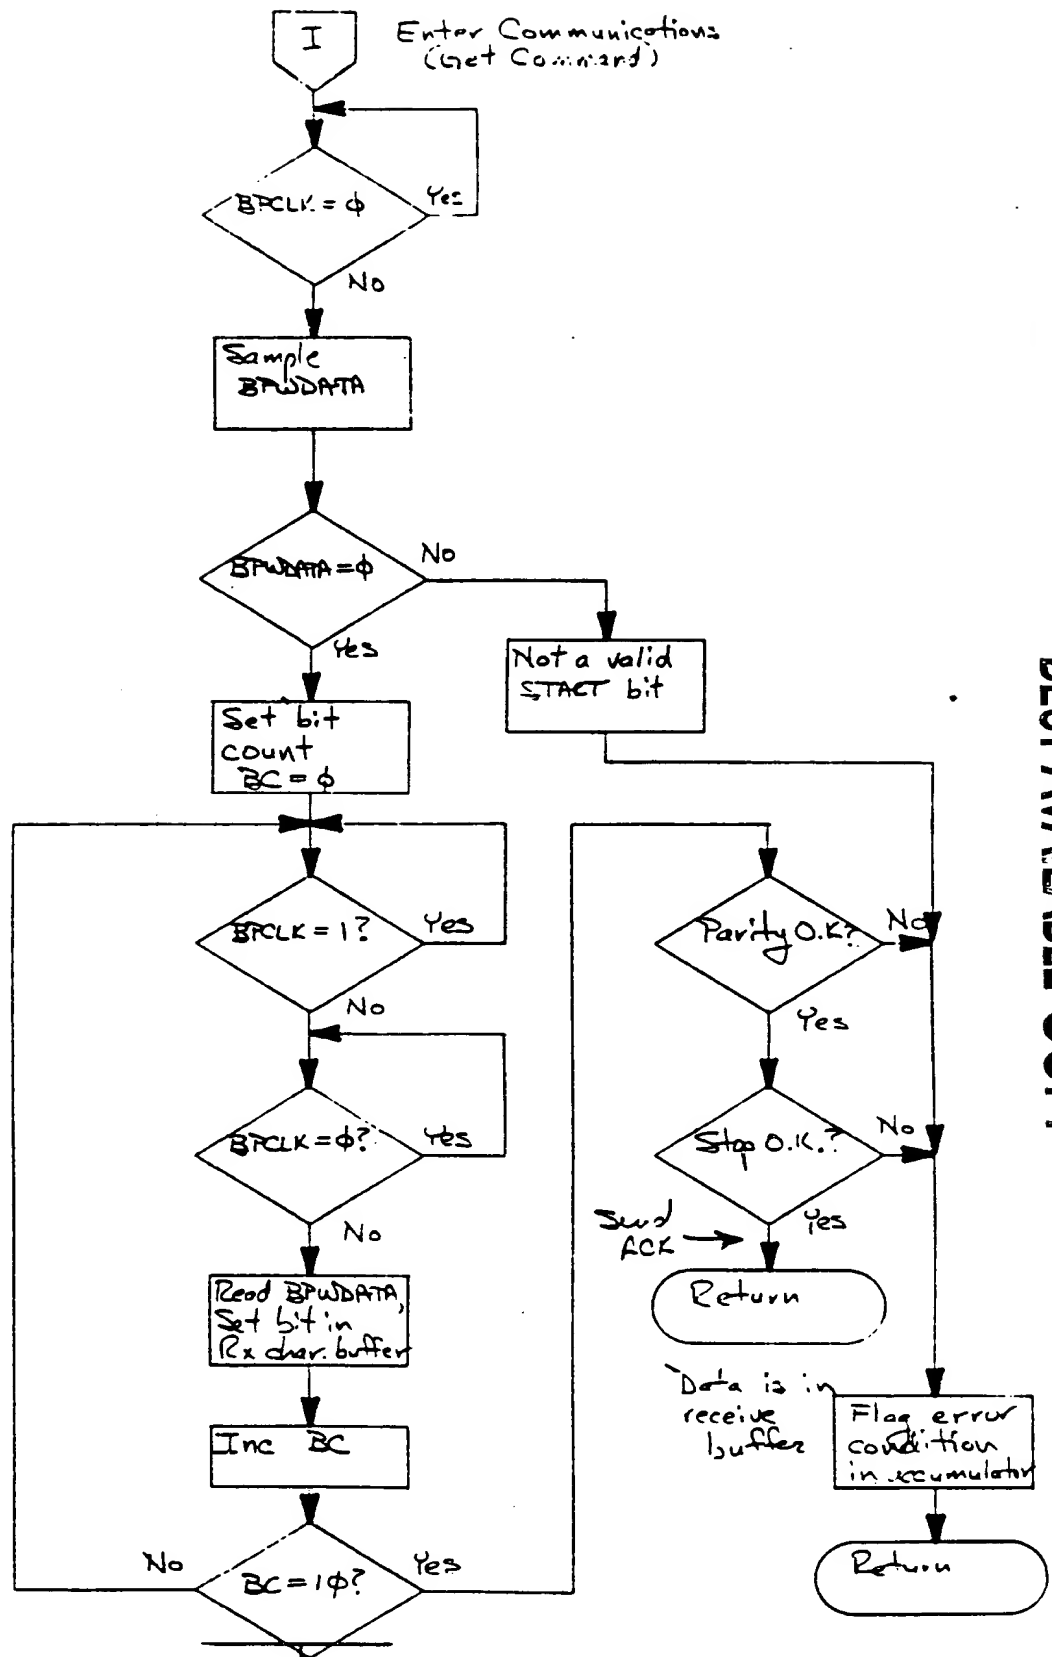 I
Enter Communications
(Get Command)
BPCLK = ϕ
Yes
No
Sample
BPWDATA
BPWDATA = ϕ
No
Yes
Not a valid
START bit
Set bit
count
BC = ϕ
BPCLK = 1?
Yes
No
Parity O.K?
No
Yes
BPCLK = ϕ?
Yes
No
Stop O.K.?
No
Yes
Send
ACK
Return
Read BPWDATA,
Set bit in
Rx char. buffer
Data is in
receive
buffer
Flag error
condition
in accumulator
Inc BC
BC = 1ϕ?
No
Yes
Return